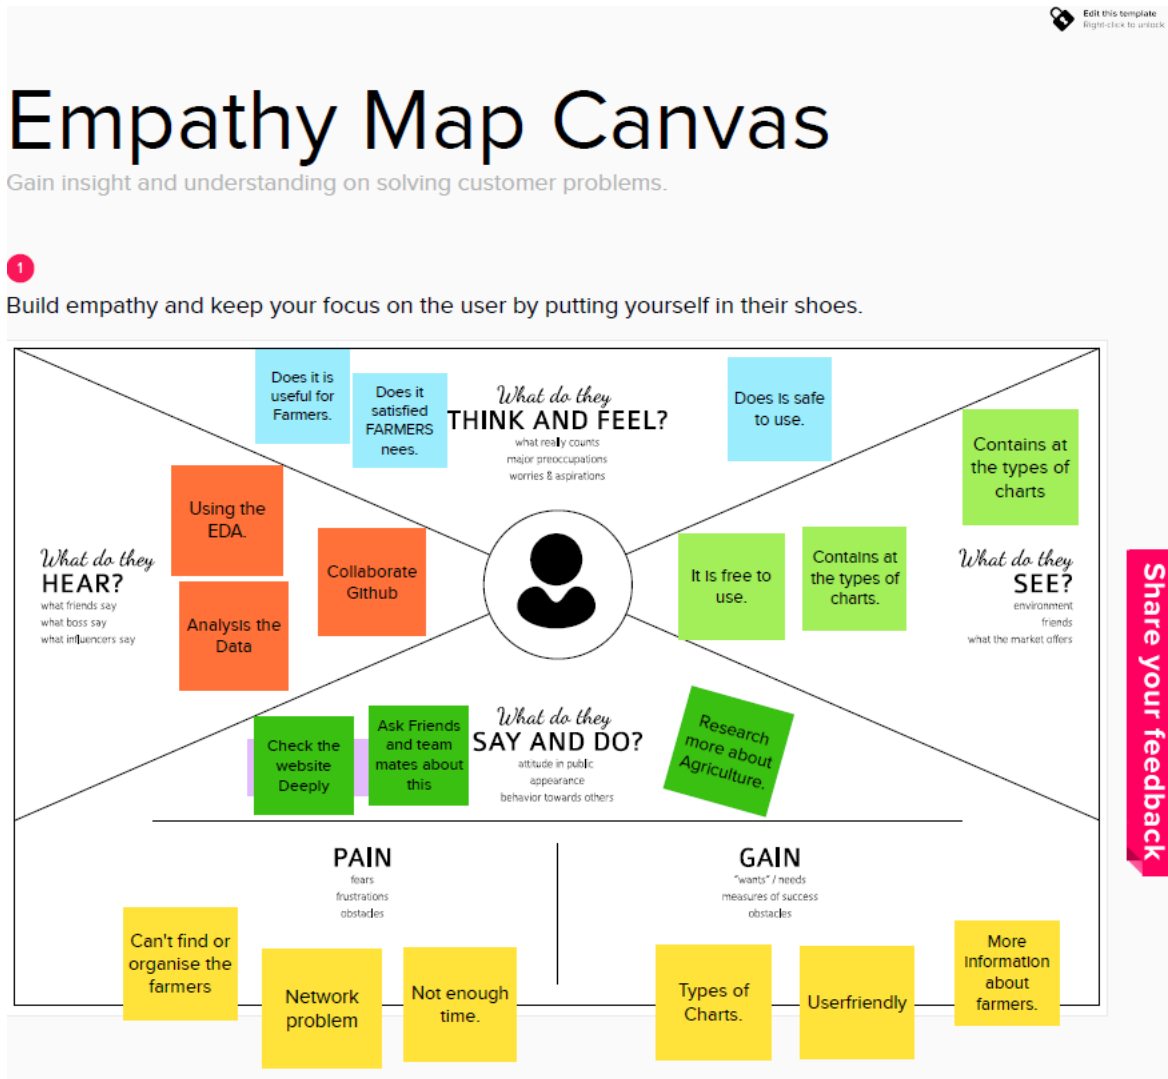 Edit this template
Right-click to unlock
Empathy Map Canvas
Gain insight and understanding on solving customer problems.
1
Build empathy and keep your focus on the user by putting yourself in their shoes.
Does it is
useful for
Farmers.
Does it
satisfied
FARMERS
nees.
What do they
THINK AND FEEL?
what really counts
major preoccupations
worries & aspirations
Does is safe
to use.
Contains at
the types of
charts
What do they
HEAR?
what friends say
what boss say
what influencers say
Using the
EDA.
Analysis the
Data
Collaborate
Github
It is free to
use.
Contains at
the types of
charts.
What do they
SEE?
environment
friends
what the market offers
Check the
website
Deeply
Ask Friends
and team
mates about
this
What do they
SAY AND DO?
attitude in public
appearance
behavior towards others
Research
more about
Agriculture.
PAIN
fears
frustrations
obstacles
Can't find or
organise the
farmers
Network
problem
Not enough
time.
GAIN
"wants" / needs
measures of success
obstacles
Types of
Charts.
Userfriendly
More
information
about
farmers.
Share your feedback